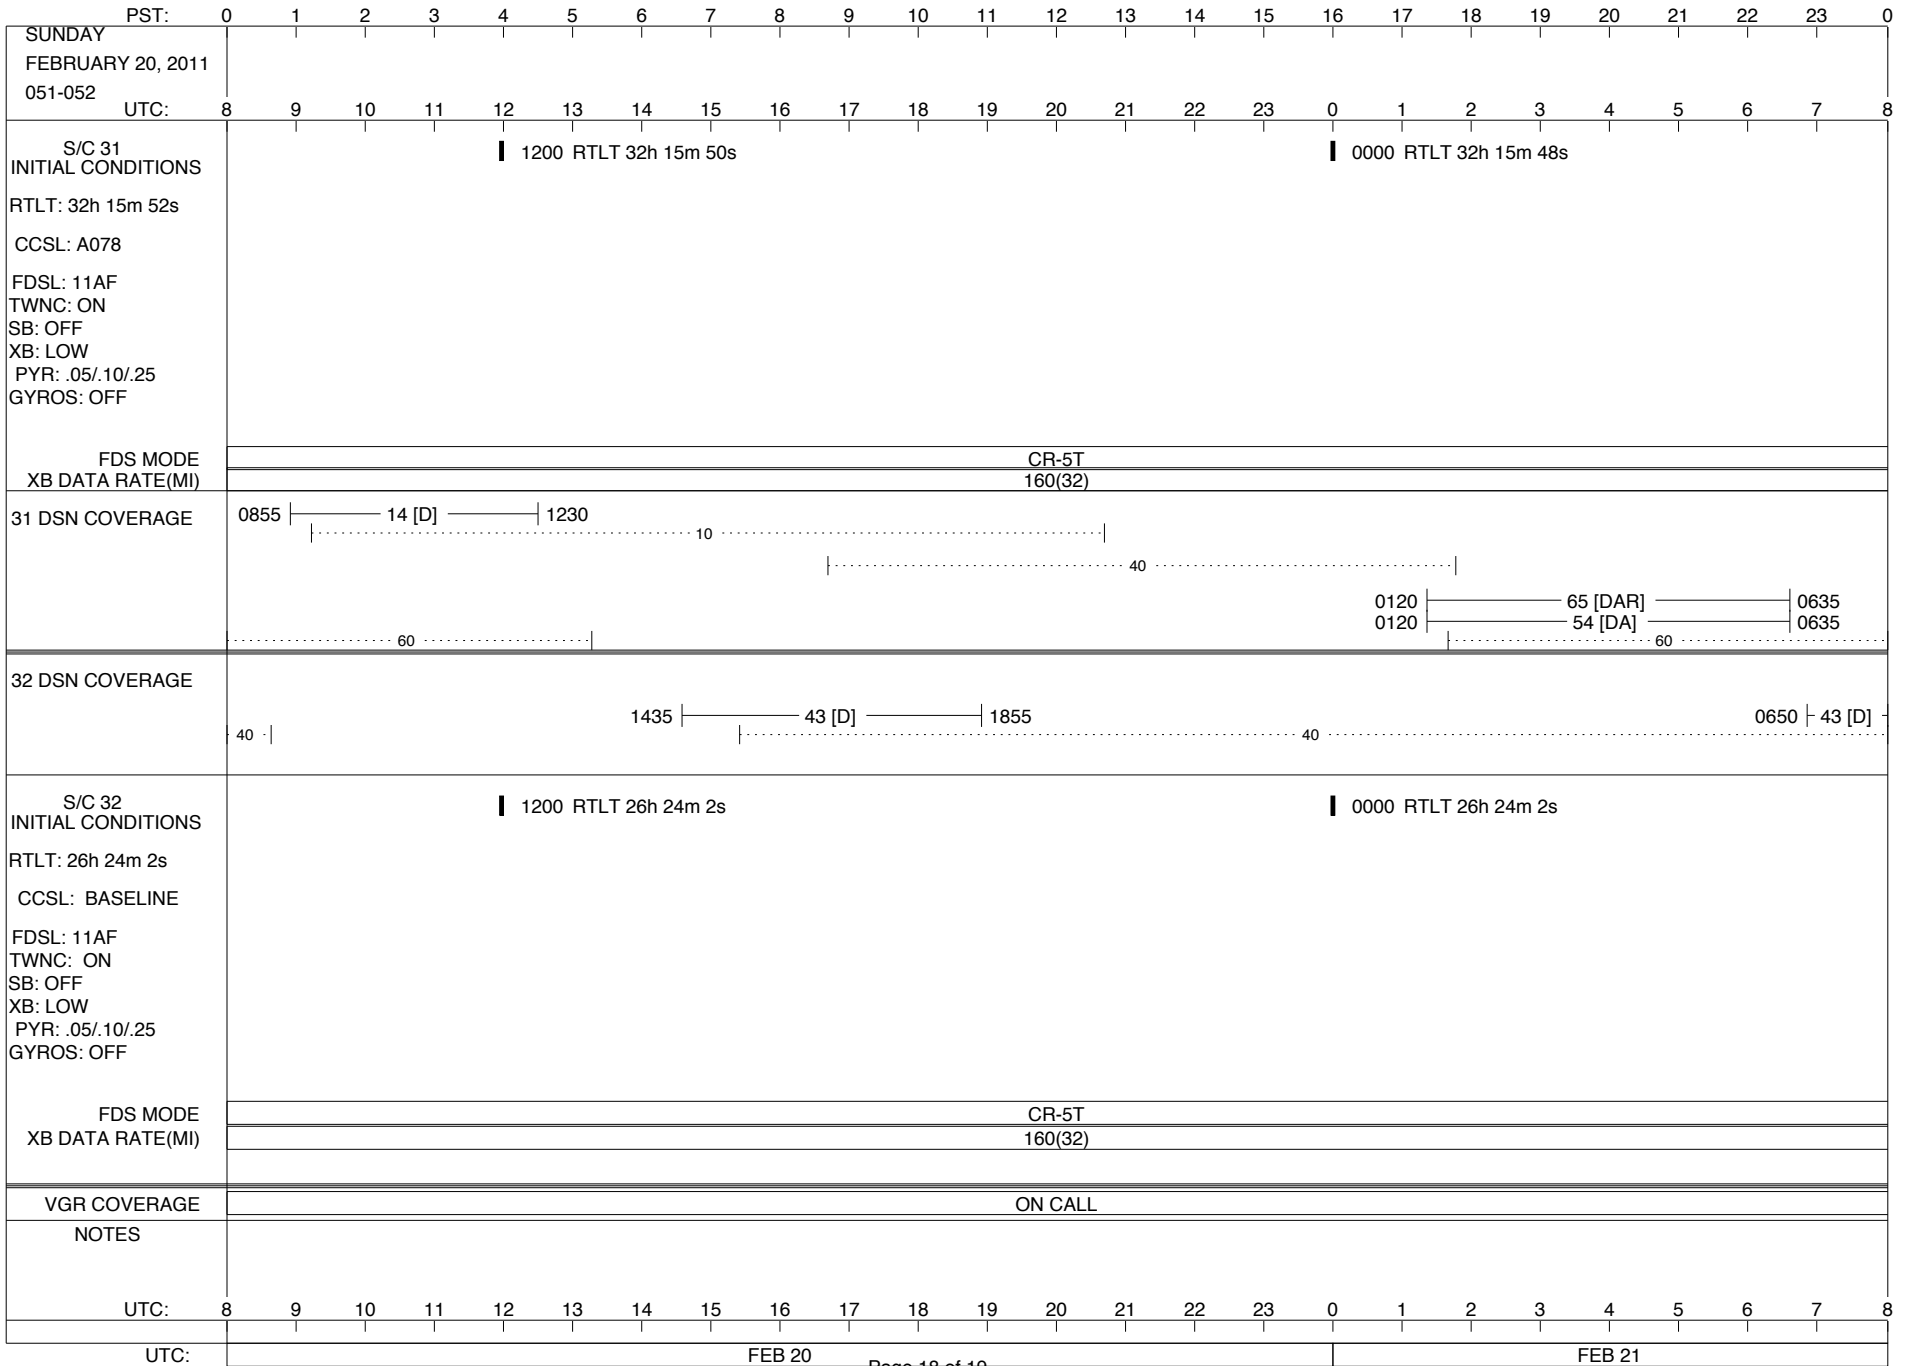 PST: 0 1 2 3 4 5 6 7 8 9 10 11 12 13 14 15 16 17 18 19 20 21 22 23 0
SUNDAY
FEBRUARY 20, 2011
051-052
UTC: 8 9 10 11 12 13 14 15 16 17 18 19 20 21 22 23 0 1 2 3 4 5 6 7 8
S/C 31
INITIAL CONDITIONS
1200 RTLT 32h 15m 50s
0000 RTLT 32h 15m 48s
RTLT: 32h 15m 52s
CCSL: A078
FDSL: 11AF
TWNC: ON
SB: OFF
XB: LOW
PYR: .05/.10/.25
GYROS: OFF
FDS MODE CR-5T
XB DATA RATE(MI) 160(32)
31 DSN COVERAGE
0855 14 [D] 1230
10
40
0120 65 [DAR] 0635
0120 54 [DA] 0635
60 60
32 DSN COVERAGE
1435 43 [D] 1855 0650 43 [D]
40 40
S/C 32
INITIAL CONDITIONS
1200 RTLT 26h 24m 2s
0000 RTLT 26h 24m 2s
RTLT: 26h 24m 2s
CCSL: BASELINE
FDSL: 11AF
TWNC: ON
SB: OFF
XB: LOW
PYR: .05/.10/.25
GYROS: OFF
FDS MODE CR-5T
XB DATA RATE(MI) 160(32)
VGR COVERAGE ON CALL
NOTES
UTC: 8 9 10 11 12 13 14 15 16 17 18 19 20 21 22 23 0 1 2 3 4 5 6 7 8
UTC: FEB 20 FEB 21
Page 18 of 19